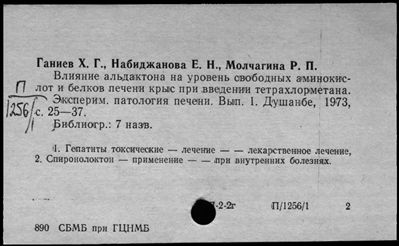 Ганиев Х. Г., Набиджанова Е. Н., Молчагина Р. П.
Влияние альдактона на уровень свободных аминокис-
лот и белков печени крыс при введении тетрахлорметана.
П
1256/1
Эксперим. патология печени. Вып. 1. Душанбе, 1973,
с. 25—37.
Библиогр.: 7 назв.
1. Гепатиты токсические — лечение — — лекарственное лечение,
2. Спиронолоктон — применение — — при внутренних болезнях.
-2-2г П/1256/1 2
890 СБМБ при ГЦНМБ